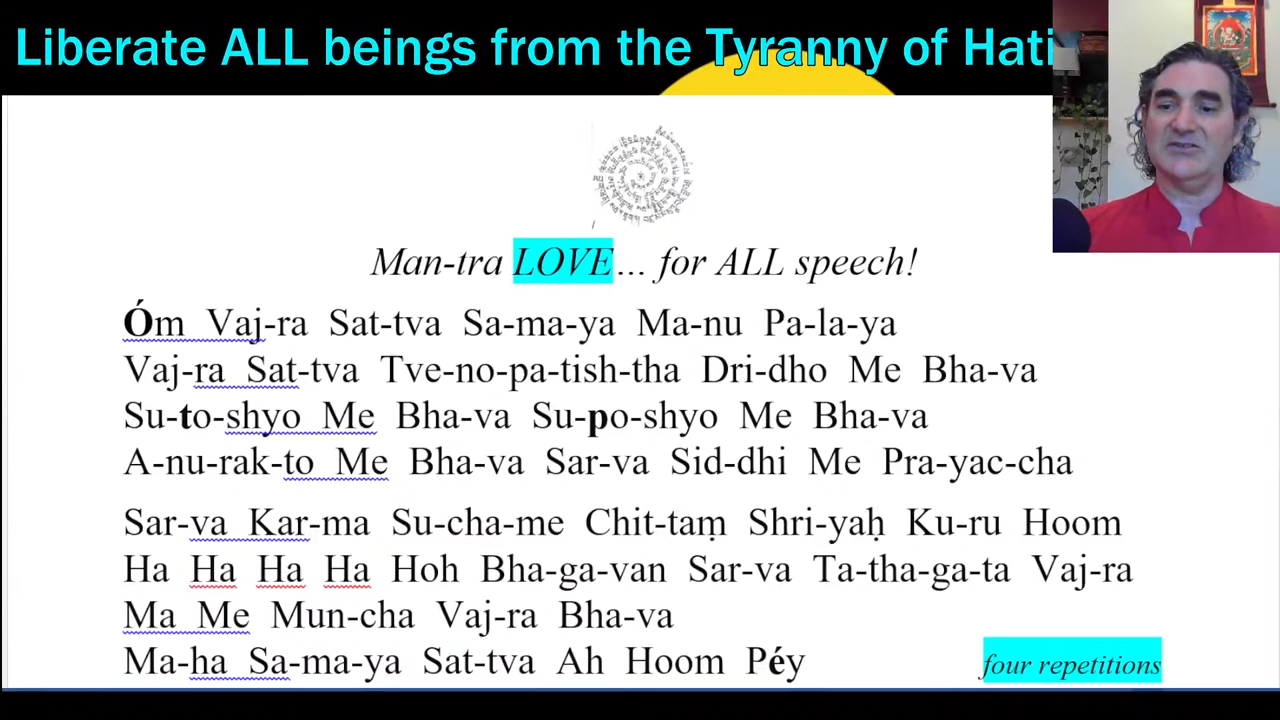 Liberate ALL beings from the Tyranny of Hati
Man-tra LOVE... for ALL speech!
Óm Vaj-ra Sat-tva Sa-ma-ya Ma-nu Pa-la-ya
Vaj-ra Sat-tva Tve-no-pa-tish-tha Dri-dho Me Bha-va
Su-to-shyo Me Bha-va Su-po-shyo Me Bha-va
A-nu-rak-to Me Bha-va Sar-va Sid-dhi Me Pra-yac-cha
Sar-va Kar-ma Su-cha-me Chit-taṃ Shri-yaḥ Ku-ru Hoom
Ha Ha Ha Ha Hoh Bha-ga-van Sar-va Ta-tha-ga-ta Vaj-ra
Ma Me Mun-cha Vaj-ra Bha-va
Ma-ha Sa-ma-ya Sat-tva Ah Hoom Péy
four repetitions